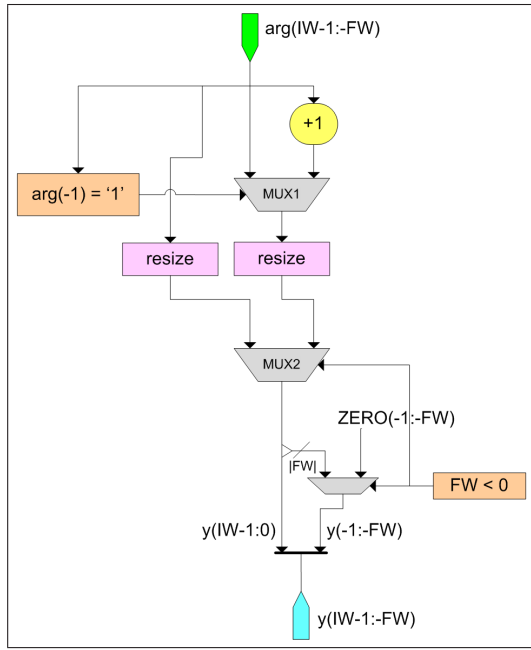 arg(IW-1:-FW)
+1
arg(-1) = ‘1’
MUX1
resize
resize
MUX2
ZERO(-1:-FW)
|FW|
FW < 0
y(IW-1:0)
y(-1:-FW)
y(IW-1:-FW)